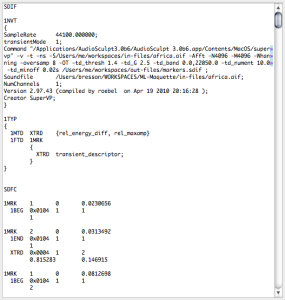 SDIF

1NVT
{
SampleRate      44100.000000;
transientMode   1;
Command "/Applications/AudioSculpt 3.0b6/AudioSculpt 3.0b6.app/Contents/MacOS/superv
vp" -v -t -ns -S/Users/me/workspace/in-files/africa.aif -Afft -N4096 -M4096 -Whan
ning -oversamp 8 -OT -td_thresh 1.4 -td_G 2.5 -td_band 0.0,22050.0 -td_nument 10.0
 -td_minoff 0.02s /Users/me/workspace/out-files/markers.sdif ;
Soundfile       /Users/bresson/WORKSPACES/ML-Maquette/in-files/africa.aif;
NumChannels     1;
Version 2.97.43 (compiled by roebel  on Apr 19 2010 20:16:28 );
Creator SuperVP;
}

1TYP
{
  1MTD  XTRD    {rel_energy_diff, rel_maxamp}
  1FTD  1MRK
        {
          XTRD  transient_descriptor;
        }
}

SDFC

1MRK    1       0       0.0230656
  1BEG  0x0104  1       1
        1

1MRK    2       0       0.0313492
  1END  0x0104  1       1
        1
  XTRD  0x0004  1       2
        0.815283        0.146915

1MRK    1       0       0.0812698
  1BEG  0x0104  1       1
        2